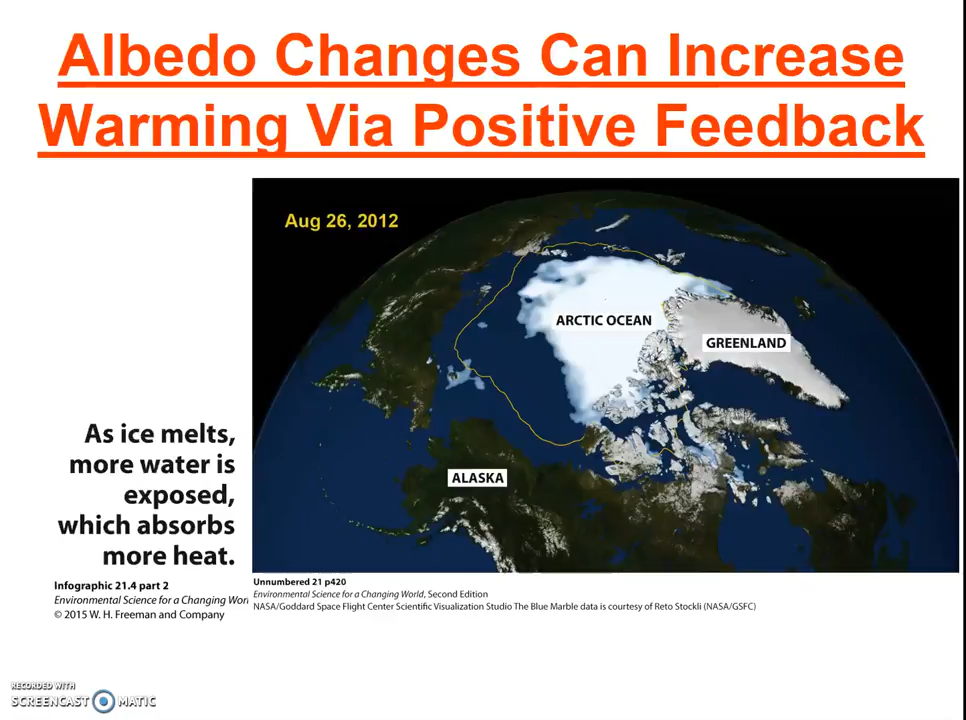 Albedo Changes Can Increase
Warming Via Positive Feedback
Aug 26, 2012
ARCTIC OCEAN
GREENLAND
ALASKA
As ice melts,
more water is
exposed,
which absorbs
more heat.
Infographic 21.4 part 2
Environmental Science for a Changing Worl
© 2015 W. H. Freeman and Company
Unnumbered 21 p420
Environmental Science for a Changing World, Second Edition
NASA/Goddard Space Flight Center Scientific Visualization Studio The Blue Marble data is courtesy of Reto Stockli (NASA/GSFC)
RECORDED WITH
SCREENCAST MATIC